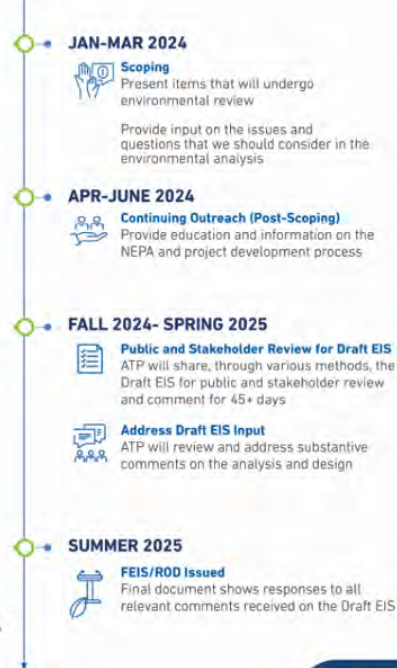 JAN-MAR 2024
Scoping
Present items that will undergo
environmental review
Provide input on the issues and
questions that we should consider in the
environmental analysis
APR-JUNE 2024
Continuing Outreach (Post-Scoping)
Provide education and information on the
NEPA and project development process
FALL 2024- SPRING 2025
Public and Stakeholder Review for Draft EIS
ATP will share, through various methods, the
Draft EIS for public and stakeholder review
and comment for 45+ days
Address Draft EIS Input
ATP will review and address substantive
comments on the analysis and design
SUMMER 2025
FEIS/ROD Issued
Final document shows responses to all
relevant comments received on the Draft EIS